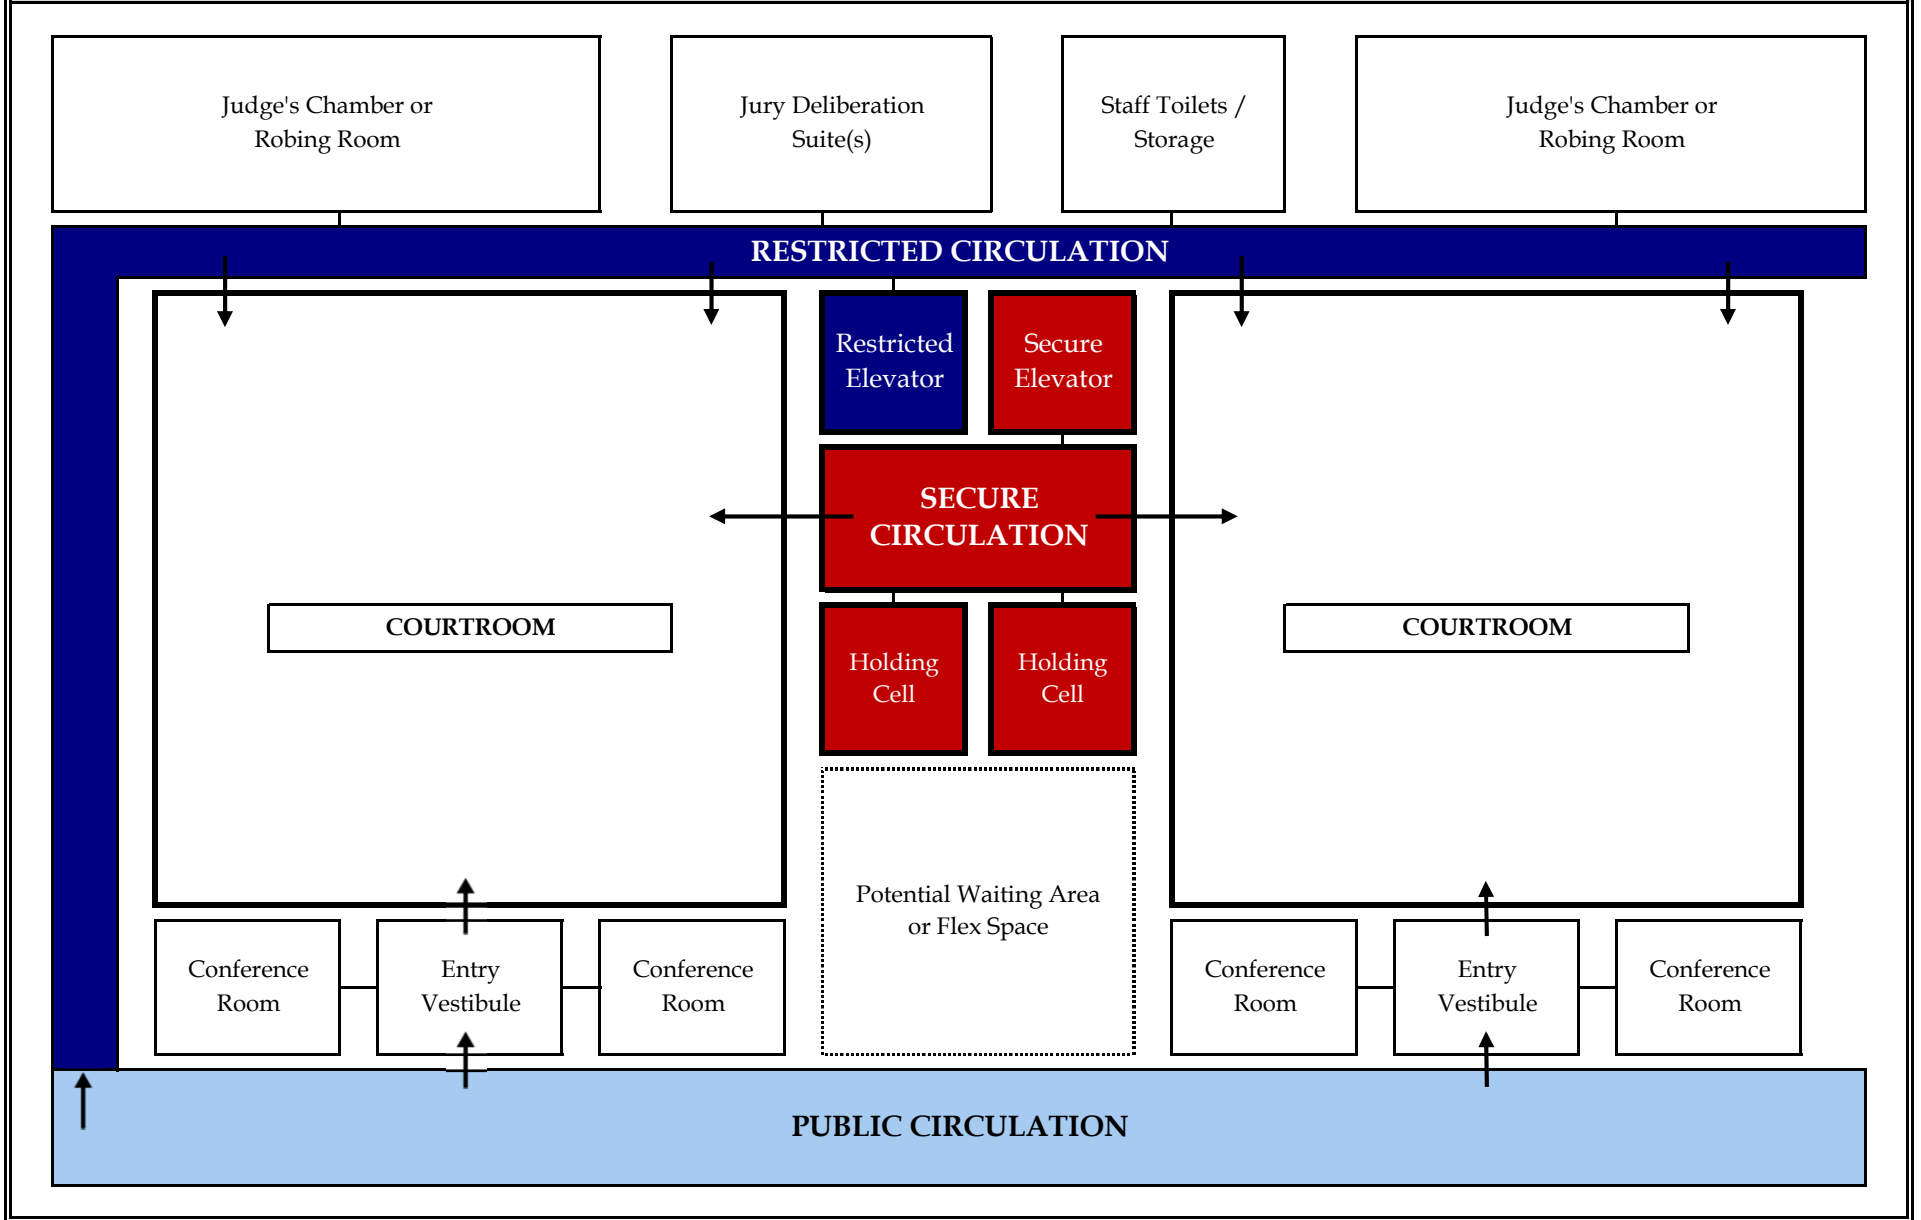 Judge's Chamber or
Robing Room
Jury Deliberation
Suite(s)
Staff Toilets /
Storage
Judge's Chamber or
Robing Room
RESTRICTED CIRCULATION
Restricted
Elevator
Secure
Elevator
SECURE
CIRCULATION
COURTROOM
COURTROOM
Holding
Cell
Holding
Cell
Potential Waiting Area
or Flex Space
Conference
Room
Entry
Vestibule
Conference
Room
Conference
Room
Entry
Vestibule
Conference
Room
PUBLIC CIRCULATION